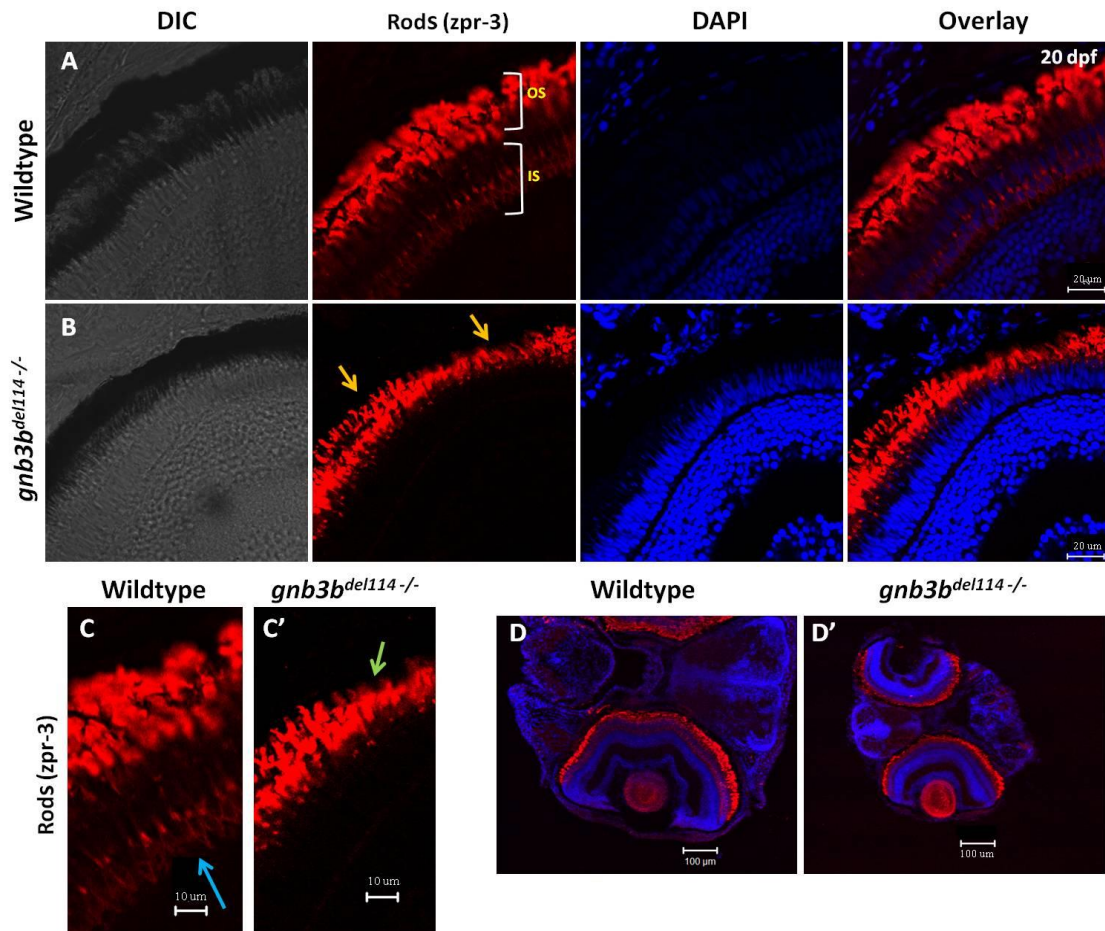 DIC Rods (zpr-3) DAPI Overlay
Wildtype
A
OS
IS
20 dpf
20 um
gnb3b^del114 -/-
B
20 um
Wildtype gnb3b^del114 -/- Wildtype gnb3b^del114 -/-
Rods (zpr-3)
C
10 um
C'
10 um
D
100 µm
D'
100 um